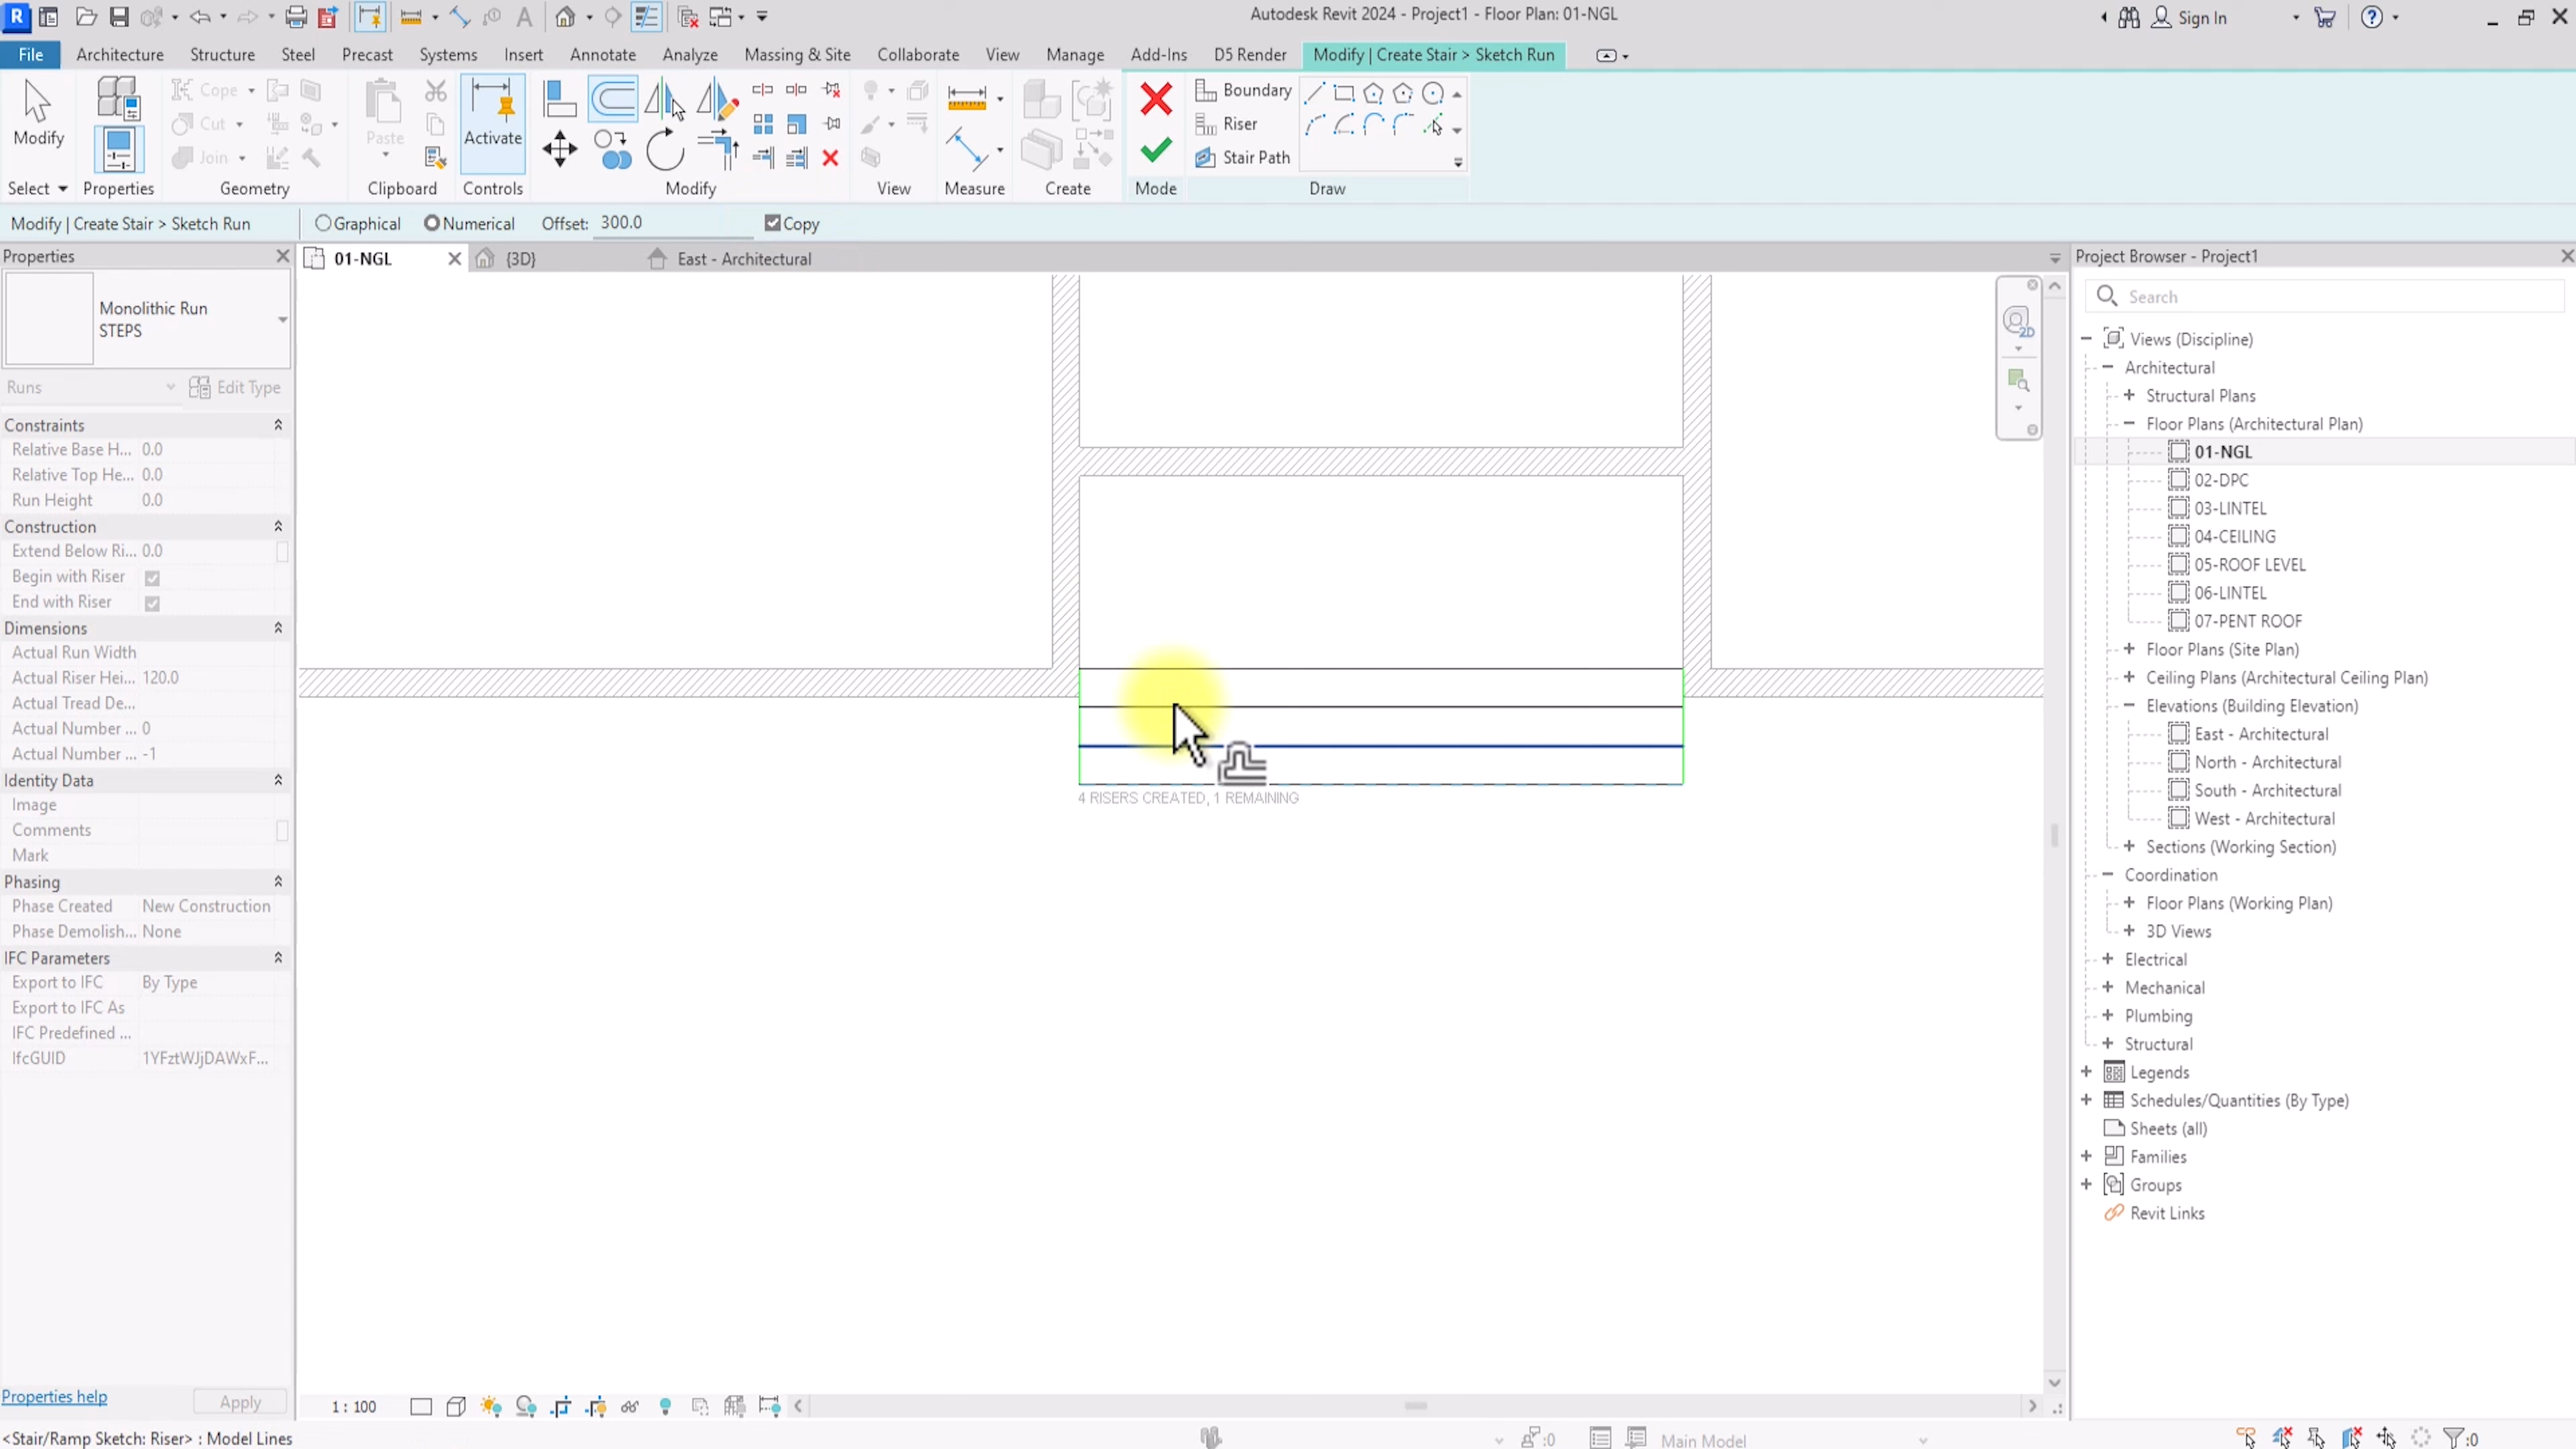 Autodesk Revit 2024 - Project1 - Floor Plan: 01-NGL
Sign In
File Architecture Structure Steel Precast Systems Insert Annotate Analyze Massing & Site Collaborate View Manage Add-Ins D5 Render Modify | Create Stair > Sketch Run
Modify
Cope
Cut
Join
Paste
Activate
Boundary
Riser
Stair Path
Select Properties Geometry Clipboard Controls Modify View Measure Create Mode Draw
Modify | Create Stair > Sketch Run Graphical Numerical Offset: 300.0 Copy
Properties
01-NGL {3D} East - Architectural
Monolithic Run
STEPS
Runs Edit Type
Constraints
Relative Base H... 0.0
Relative Top He... 0.0
Run Height 0.0
Construction
Extend Below Ri... 0.0
Begin with Riser
End with Riser
Dimensions
Actual Run Width
Actual Riser Hei... 120.0
Actual Tread De...
Actual Number ... 0
Actual Number ... -1
Identity Data
Image
Comments
Mark
Phasing
Phase Created New Construction
Phase Demolish... None
IFC Parameters
Export to IFC By Type
Export to IFC As
IFC Predefined ...
IfcGUID 1YFztWJjDAWxF...
Properties help Apply
2D
4 RISERS CREATED, 1 REMAINING
Project Browser - Project1
Search
Views (Discipline)
Architectural
Structural Plans
Floor Plans (Architectural Plan)
01-NGL
02-DPC
03-LINTEL
04-CEILING
05-ROOF LEVEL
06-LINTEL
07-PENT ROOF
Floor Plans (Site Plan)
Ceiling Plans (Architectural Ceiling Plan)
Elevations (Building Elevation)
East - Architectural
North - Architectural
South - Architectural
West - Architectural
Sections (Working Section)
Coordination
Floor Plans (Working Plan)
3D Views
Electrical
Mechanical
Plumbing
Structural
Legends
Schedules/Quantities (By Type)
Sheets (all)
Families
Groups
Revit Links
1 : 100
<Stair/Ramp Sketch: Riser> : Model Lines
:0
Main Model
:0